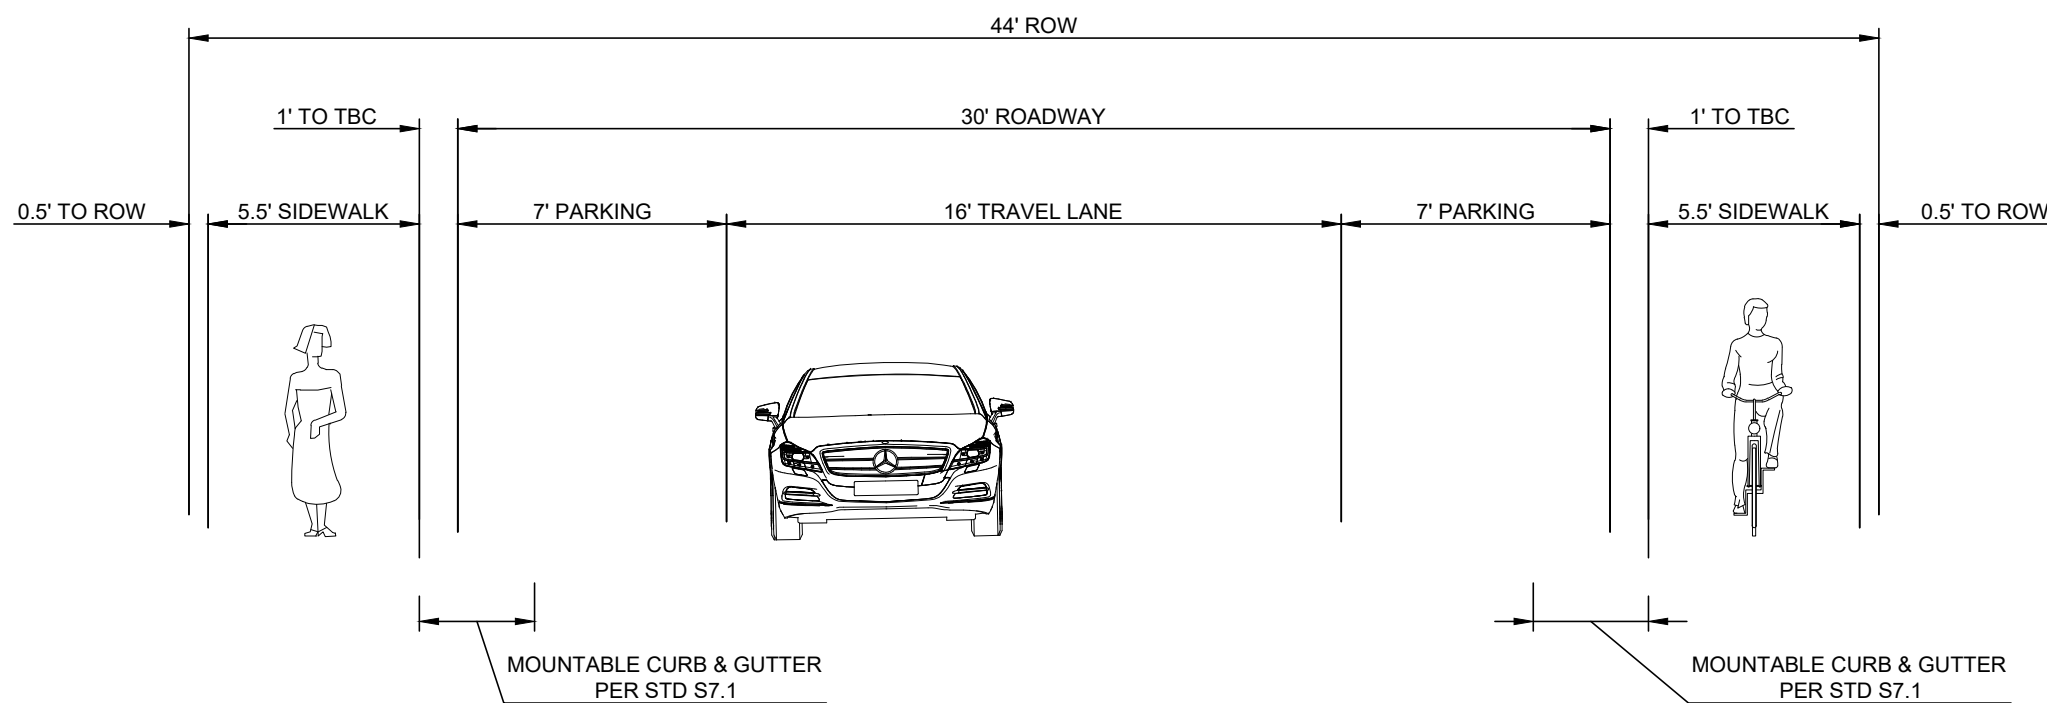 44' ROW
1' TO TBC
30' ROADWAY
1' TO TBC
0.5' TO ROW
5.5' SIDEWALK
7' PARKING
16' TRAVEL LANE
7' PARKING
5.5' SIDEWALK
0.5' TO ROW
MOUNTABLE CURB & GUTTER
PER STD S7.1
MOUNTABLE CURB & GUTTER
PER STD S7.1